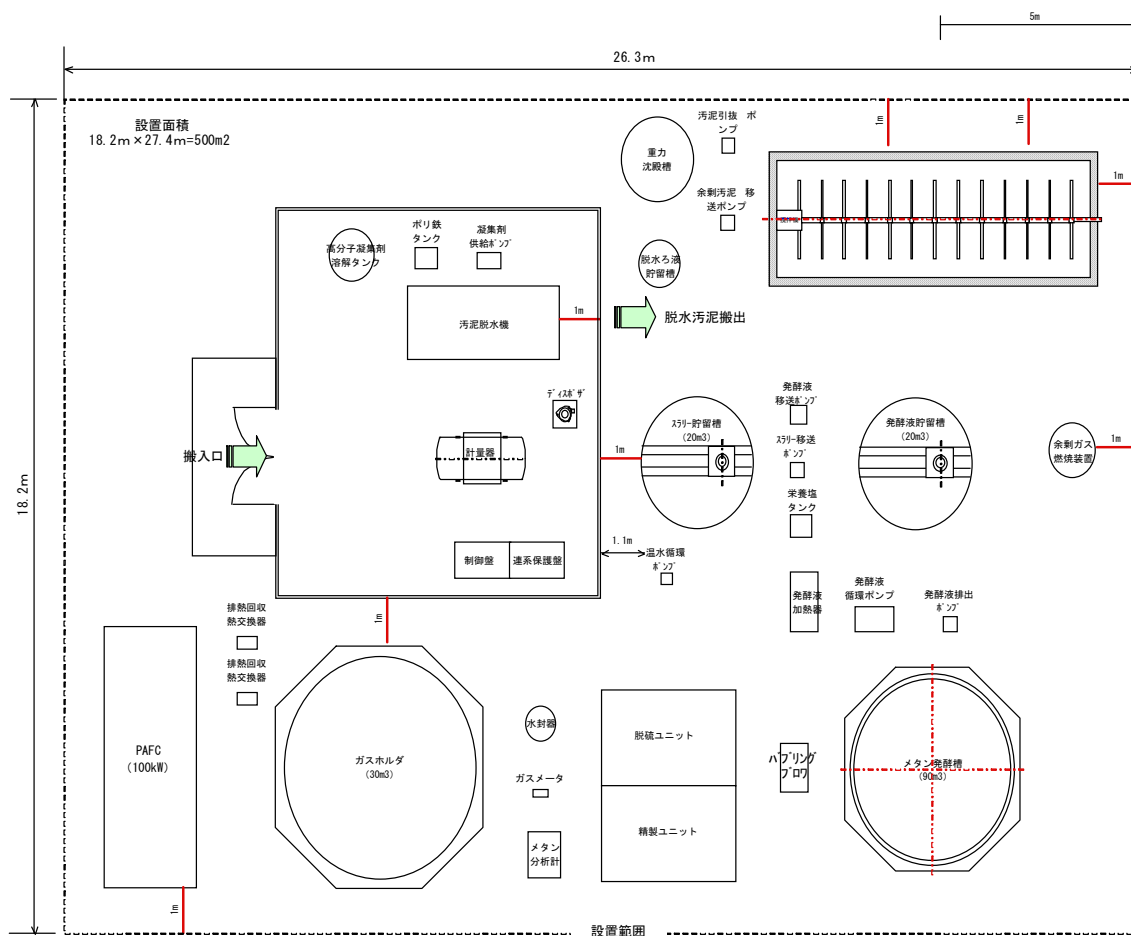 5m
26.3m
設置面積
18.2m×27.4m=500m2
汚泥引抜 ポ
ンプ
1m
1m
重力
沈殿槽
余剰汚泥 移
送ポンプ
1m
ポリ鉄
タンク
凝集剤
供給ポンプ
高分子凝集剤
溶解タンク
脱水ろ液
貯留槽
汚泥脱水機
1m
脱水汚泥搬出
ディスポーザ
発酵液
移送ポンプ
スラリー貯留槽
(20m3)
発酵液貯留槽
(20m3)
スラリー移送
ポンプ
余剰ガス
燃焼装置
1m
搬入口
計量器
1m
栄養塩
タンク
18.2m
1.1m
温水循環
ポンプ
制御盤
連系保護盤
発酵液
加熱器
発酵液
循環ポンプ
発酵液排出
ポンプ
排熱回収
熱交換器
1m
排熱回収
熱交換器
水封器
脱硫ユニット
PAFC
(100kW)
ガスホルダ
(30m3)
ガスメータ
バブリング
ブロワ
メタン発酵槽
(90m3)
精製ユニット
メタン
分析計
1m
設置範囲